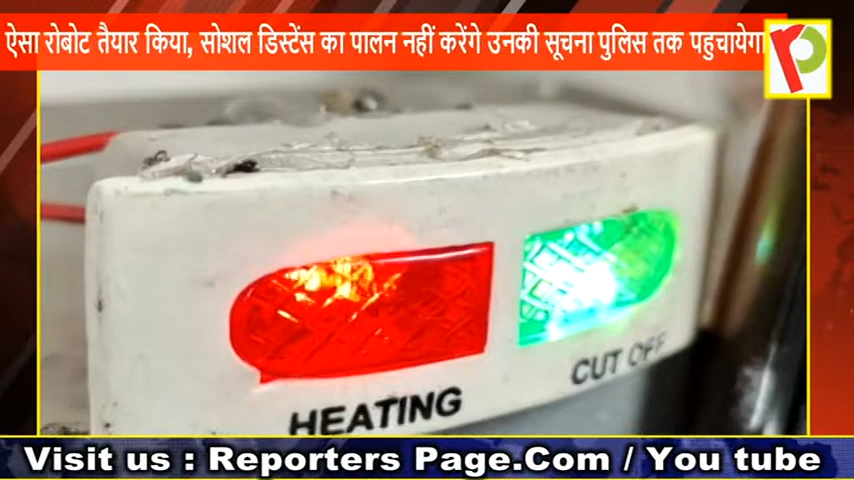 ऐसा रोबोट तैयार किया, सोशल डिस्टेंस का पालन नहीं करेंगे उनकी सूचना पुलिस तक पहुचायेगा
HEATING
CUT OFF
Visit us : Reporters Page.Com / You tube